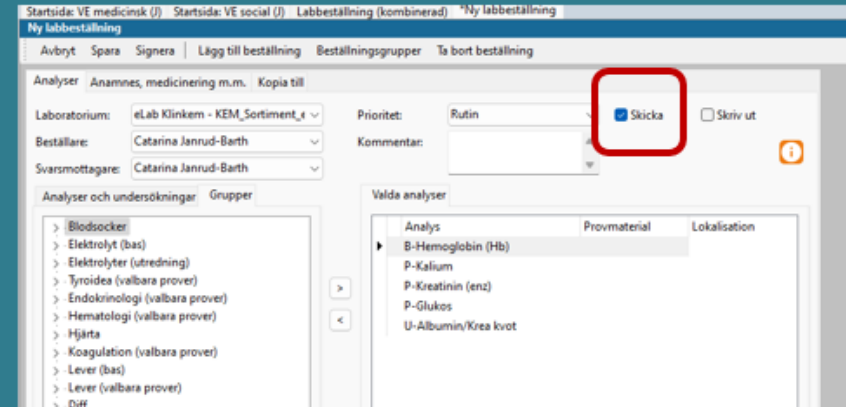 Startsida: VE medicinsk (J) Startsida: VE social (J) Labbeställning (kombinerad) *Ny labbeställning
Ny labbeställning
Avbryt Spara Signera Lägg till beställning Beställningsgrupper Ta bort beställning
Analyser Anamnes, medicinering m.m. Kopia till
Laboratorium: eLab Klinkem - KEM_Sortiment_e Prioritet: Rutin Skicka Skriv ut
Beställare: Catarina Janrud-Barth Kommentar:
Svarsmottagare: Catarina Janrud-Barth
Analyser och undersökningar Grupper Valda analyser
Blodsocker Analys Provmaterial Lokalisation
Elektrolyt (bas) B-Hemoglobin (Hb)
Elektrolyter (utredning) P-Kalium
Tyroidea (valbara prover) P-Kreatinin (enz)
Endokrinologi (valbara prover) P-Glukos
Hematologi (valbara prover) U-Albumin/Krea kvot
Hjärta
Koagulation (valbara prover)
Lever (bas)
Lever (valbara prover)
Diff